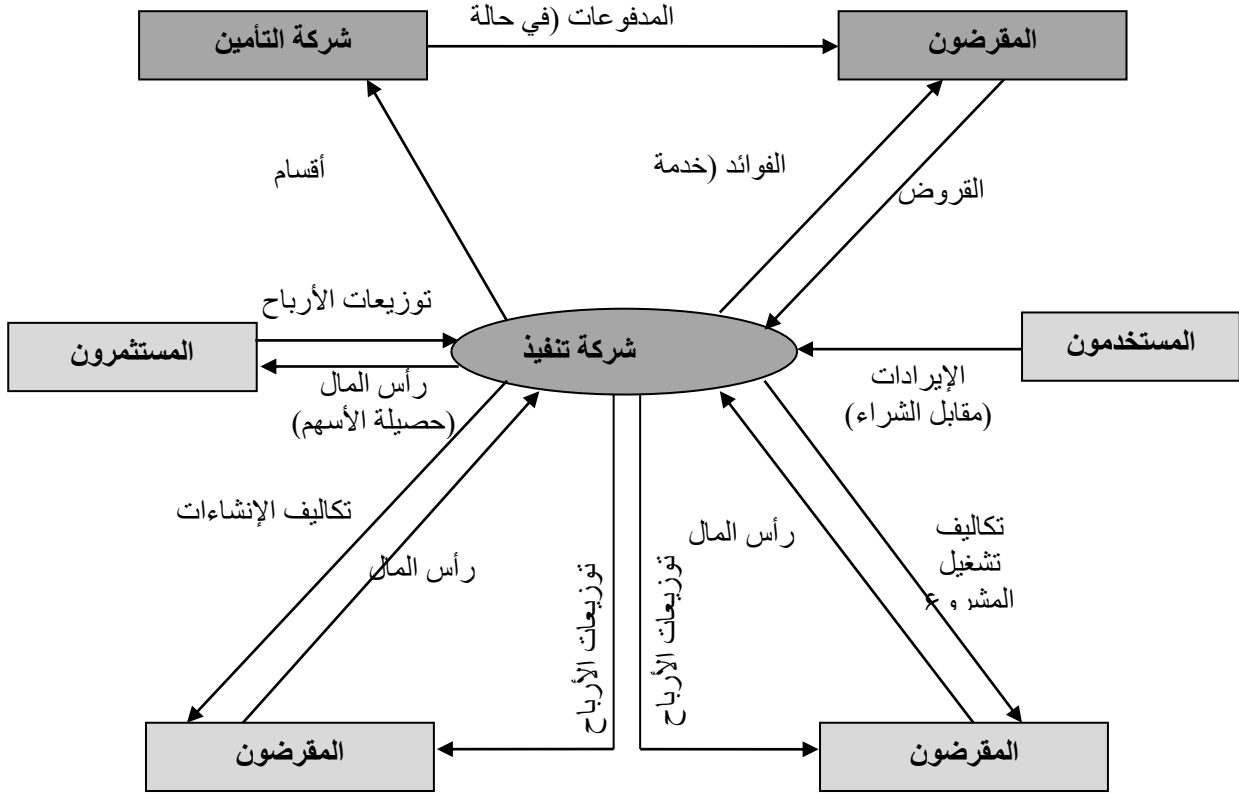 المدفوعات (في حالة
المقرضون
شركة التأمين
الفوائد (خدمة
القروض
أقسام
توزيعات الأرباح
المستخدمون
شركة تنفيذ
المستثمرون
الإيرادات
(مقابل الشراء)
رأس المال
(حصيلة الأسهم)
تكاليف الإنشاءات
رأس المال
رأس المال
تكاليف
تشغيل
المشروع
توزيعات الأرباح
توزيعات الأرباح
المقرضون
المقرضون